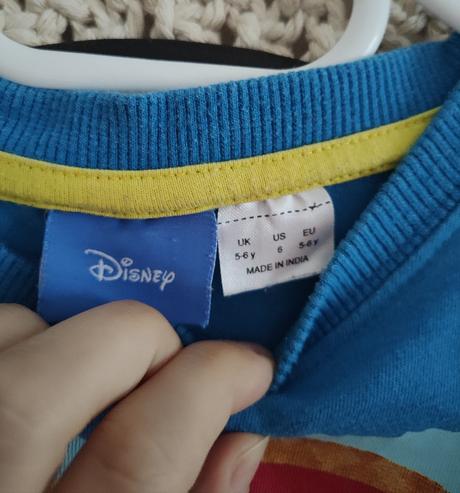 Disney
UK US EU
5-6 y 6 5-6 y
MADE IN INDIA